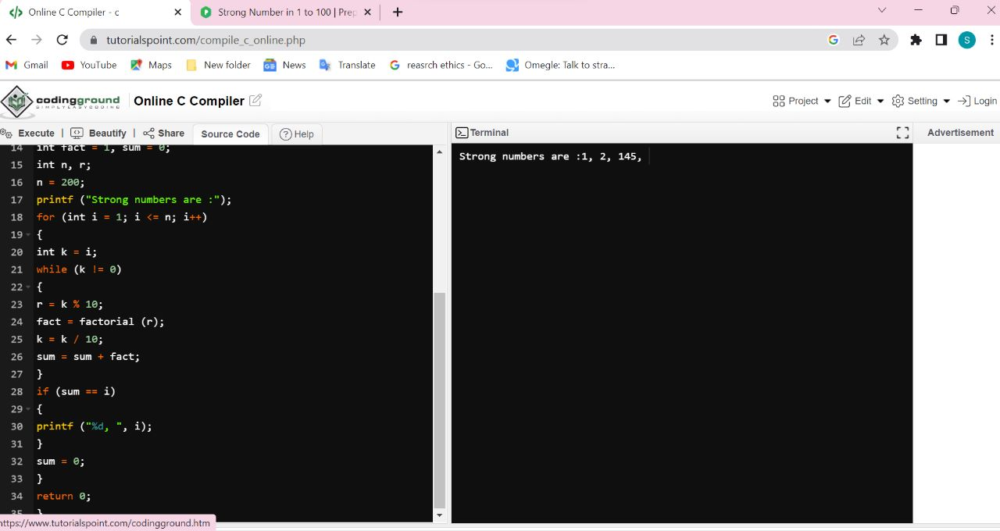 Online C Compiler - c
Strong Number in 1 to 100 | Prep
tutorialspoint.com/compile_c_online.php
S
Gmail YouTube Maps New folder News Translate reasrch ethics - Go... Omegle: Talk to stra...
codingground
SIMPLYEASYCODING
Online C Compiler
Project Edit Setting Login
Execute | Beautify | Share Source Code Help
Terminal
Advertisement
14 int fact = 1, sum = 0;
15 int n, r;
16 n = 200;
17 printf ("Strong numbers are :");
18 for (int i = 1; i <= n; i++)
19 {
20 int k = i;
21 while (k != 0)
22 {
23 r = k % 10;
24 fact = factorial (r);
25 k = k / 10;
26 sum = sum + fact;
27 }
28 if (sum == i)
29 {
30 printf ("%d, ", i);
31 }
32 sum = 0;
33 }
34 return 0;
35 }
https://www.tutorialspoint.com/codingground.htm
Strong numbers are :1, 2, 145,